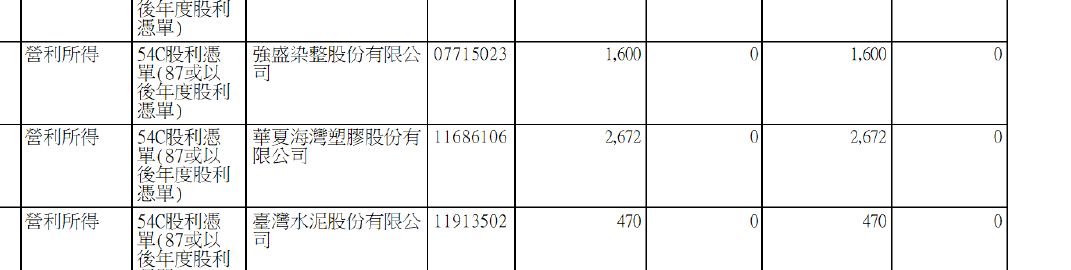 後年度股利
憑單)
營利所得 54C股利憑 強盛染整股份有限公 07715023 1,600 0 1,600 0
單(87或以 司
後年度股利
憑單)
營利所得 54C股利憑 華夏海灣塑膠股份有 11686106 2,672 0 2,672 0
單(87或以 限公司
後年度股利
憑單)
營利所得 54C股利憑 臺灣水泥股份有限公 11913502 470 0 470 0
單(87或以 司
後年度股利